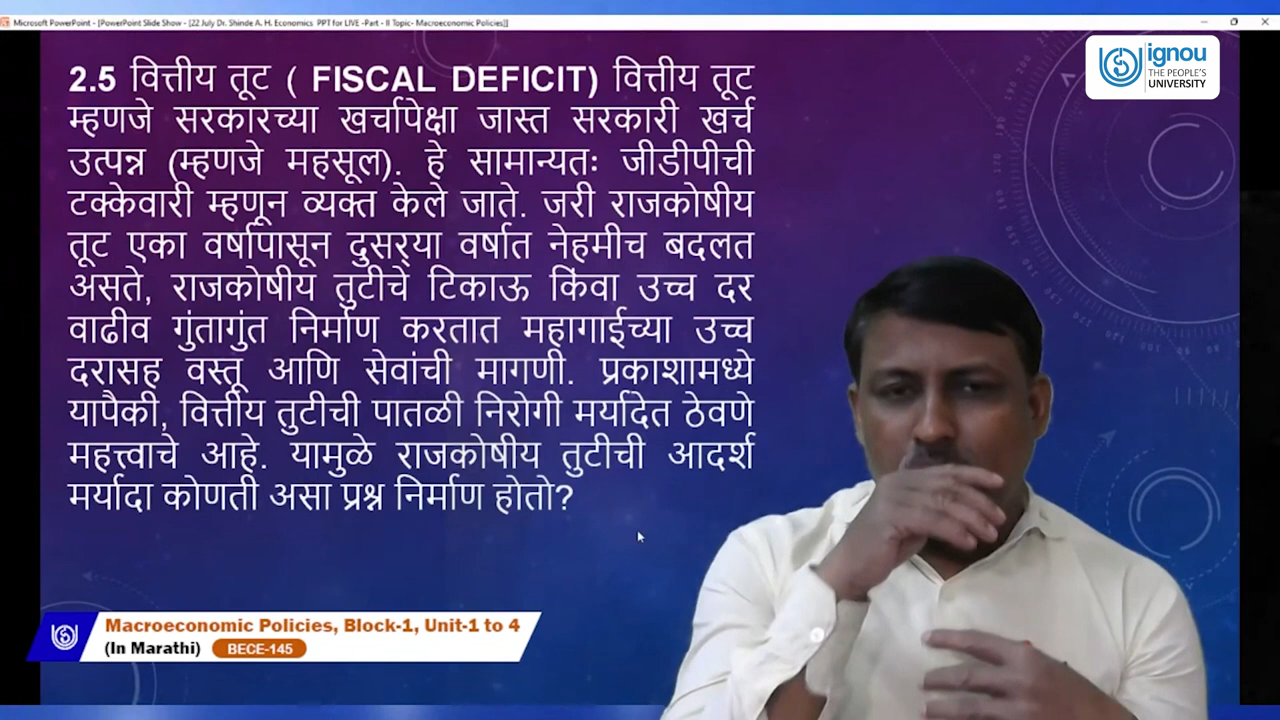 Microsoft PowerPoint - [PowerPoint Slide Show - [22 July Dr. Shinde A. H. Economics PPT for LIVE -Part - II Topic- Macroeconomic Policies]]
ignou
THE PEOPLE'S
UNIVERSITY
2.5 वित्तीय तूट ( FISCAL DEFICIT) वित्तीय तूट
म्हणजे सरकारच्या खर्चापेक्षा जास्त सरकारी खर्च
उत्पन्न (म्हणजे महसूल). हे सामान्यतः जीडीपीची
टक्केवारी म्हणून व्यक्त केले जाते. जरी राजकोषीय
तूट एका वर्षापासून दुसर्‍या वर्षात नेहमीच बदलत
असते, राजकोषीय तुटीचे टिकाऊ किंवा उच्च दर
वाढीव गुंतागुंत निर्माण करतात महागाईच्या उच्च
दरासह वस्तू आणि सेवांची मागणी. प्रकाशामध्ये
यापैकी, वित्तीय तुटीची पातळी निरोगी मर्यादेत ठेवणे
महत्त्वाचे आहे. यामुळे राजकोषीय तुटीची आदर्श
मर्यादा कोणती असा प्रश्न निर्माण होतो?
Macroeconomic Policies, Block-1, Unit-1 to 4
(In Marathi) BECE-145